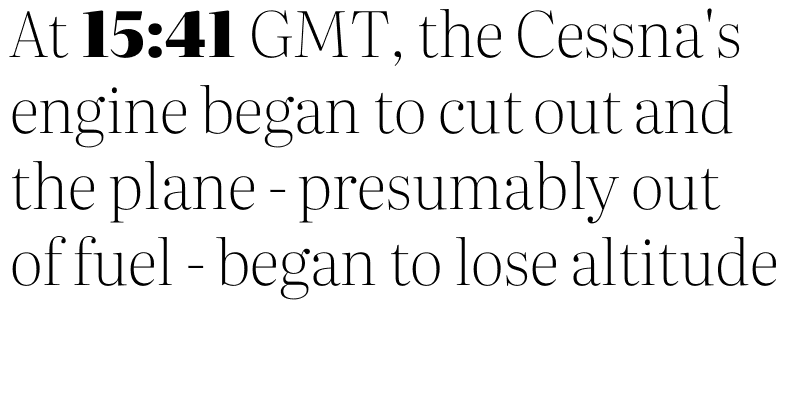 At 15:41 GMT, the Cessna's
engine began to cut out and
the plane - presumably out
of fuel - began to lose altitude